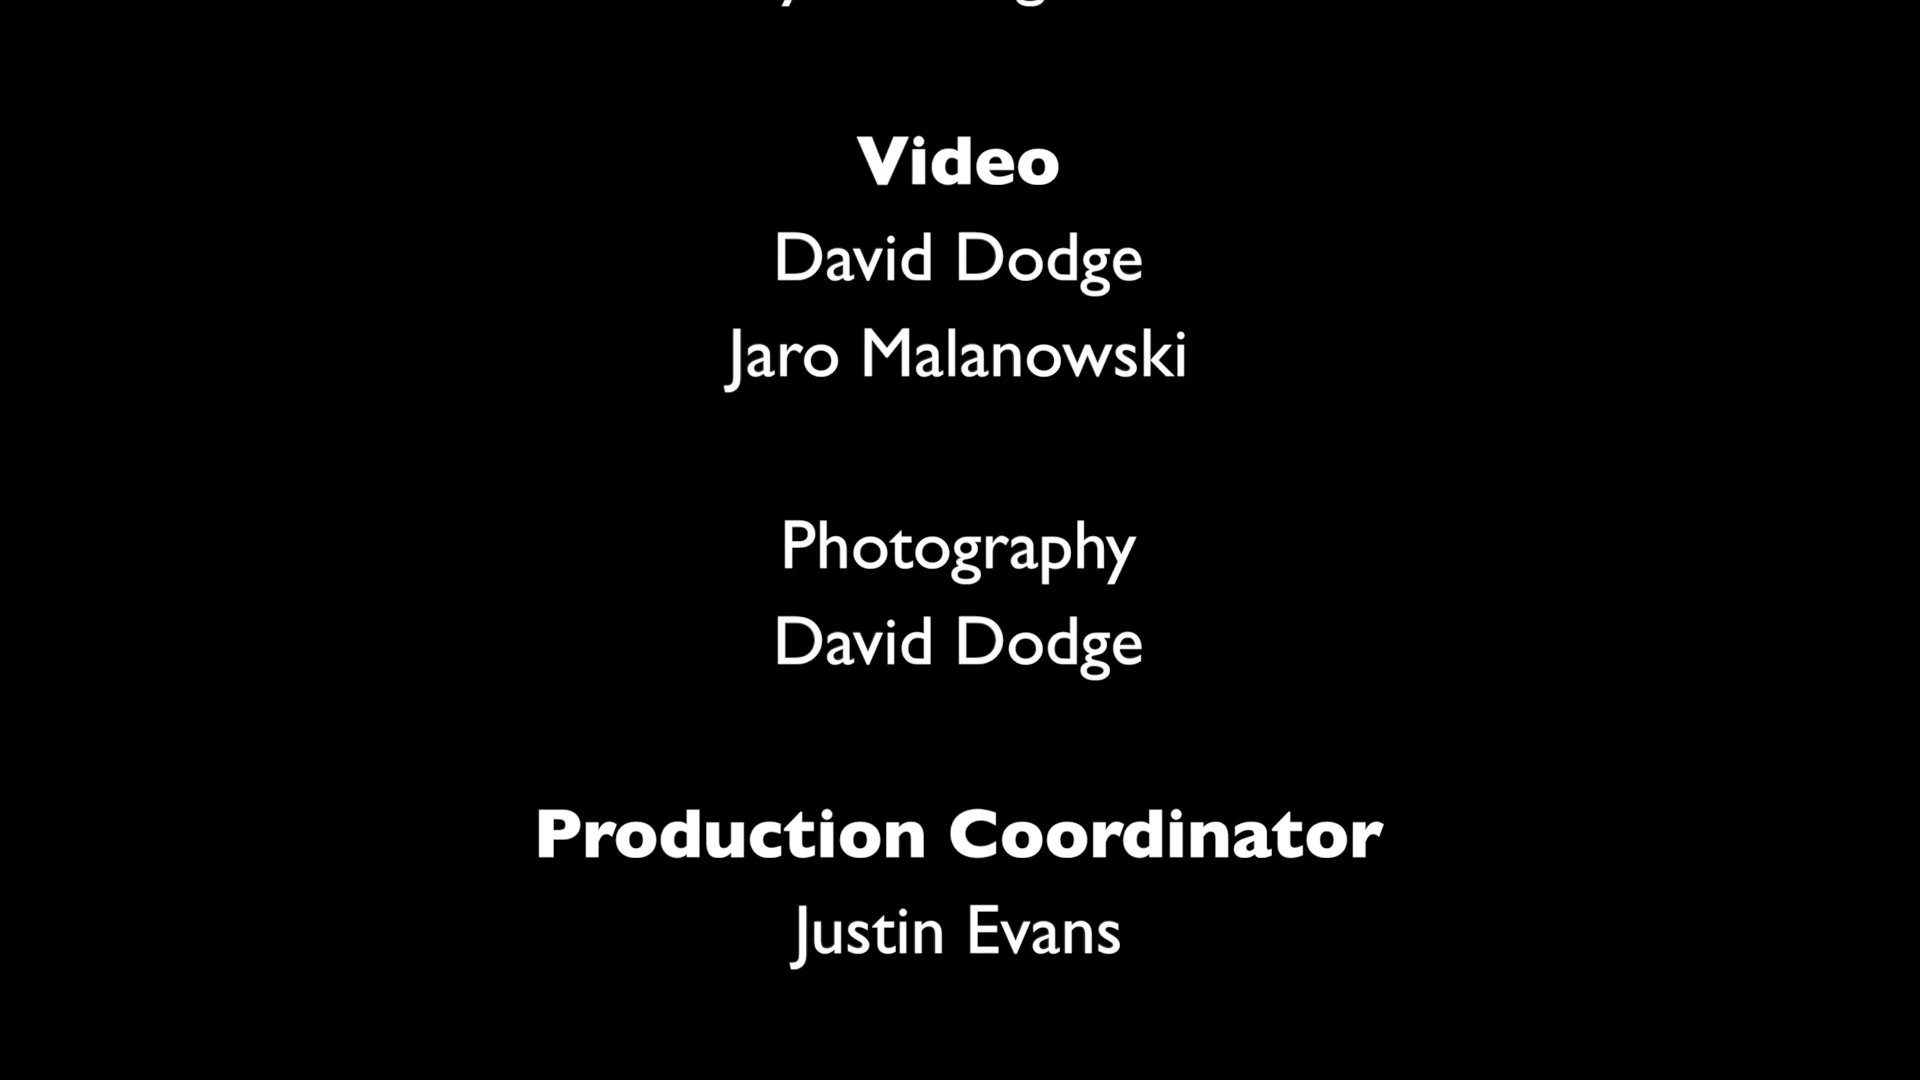 Video
David Dodge
Jaro Malanowski
Photography
David Dodge
Production Coordinator
Justin Evans